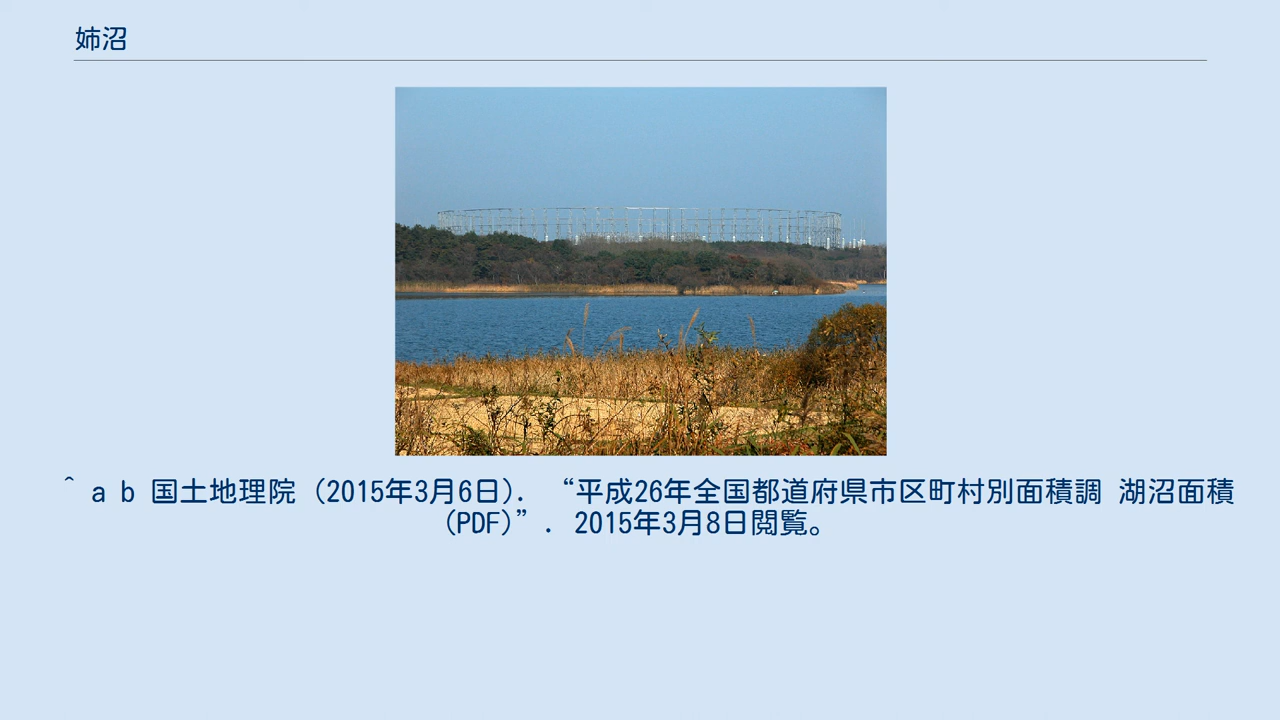 姉沼
^ a b 国土地理院 (2015年3月6日). “平成26年全国都道府県市区町村別面積調 湖沼面積
(PDF)”. 2015年3月8日閲覧。